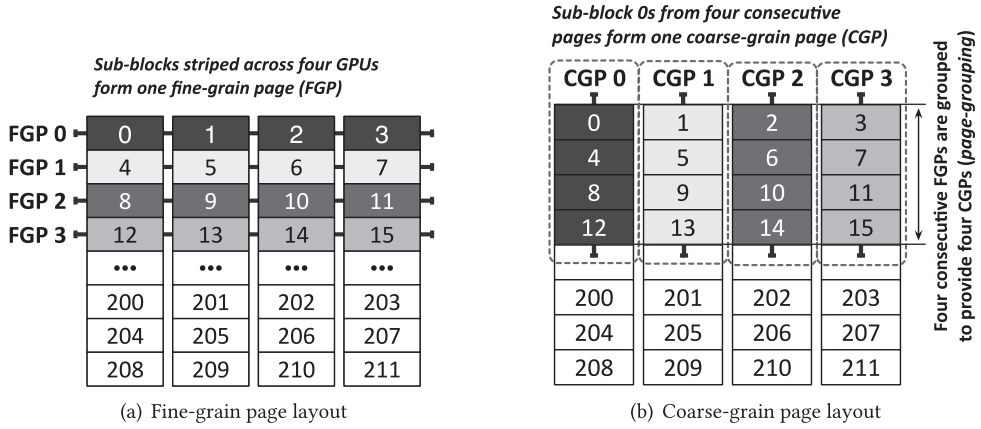 Sub-blocks striped across four GPUs
form one fine-grain page (FGP)
FGP 0 0 1 2 3
FGP 1 4 5 6 7
FGP 2 8 9 10 11
FGP 3 12 13 14 15
••• ••• ••• •••
200 201 202 203
204 205 206 207
208 209 210 211
(a) Fine-grain page layout
Sub-block 0s from four consecutive
pages form one coarse-grain page (CGP)
CGP 0 CGP 1 CGP 2 CGP 3
0 1 2 3
4 5 6 7
8 9 10 11
12 13 14 15
200 201 202 203
204 205 206 207
208 209 210 211
Four consecutive FGPs are grouped
to provide four CGPs (page-grouping)
(b) Coarse-grain page layout